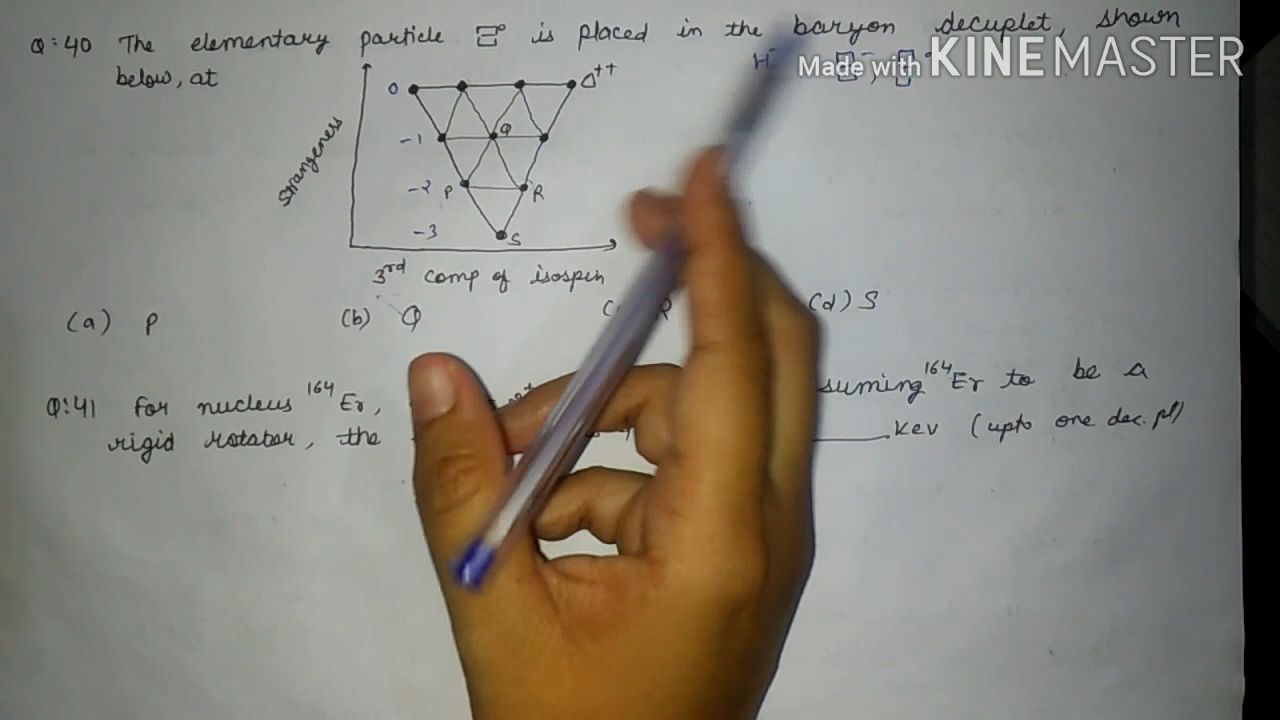 Q:40 The elementary particle Ξ° is placed in the baryon decuplet, shown
below, at
Made with KINEMASTER
0
Δ++
-1
Q
Strangeness
-2
P
R
-3
S
3rd comp of isospin
(a) P (b) Q R (d) S
Q:41 For nucleus 164Er, suming 164Er to be a
rigid rotator, the KeV (upto one dec. pl)